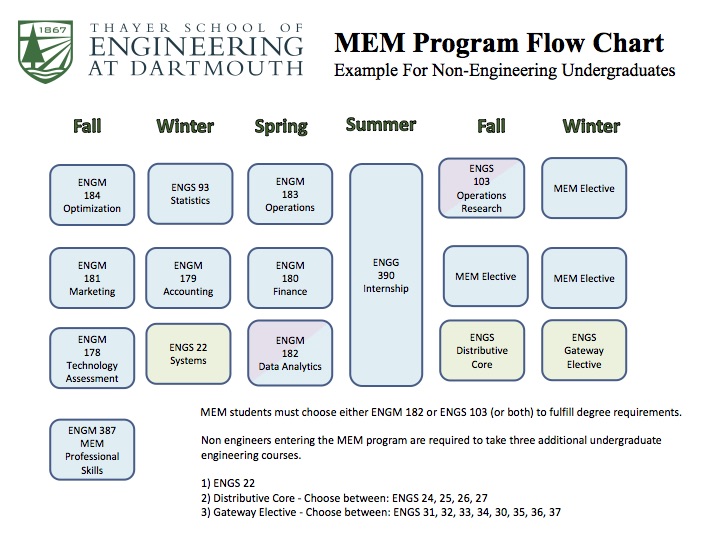 1867
THAYER SCHOOL OF
ENGINEERING
AT DARTMOUTH
MEM Program Flow Chart
Example For Non-Engineering Undergraduates
Fall
Winter
Spring
Summer
Fall
Winter
ENGM
184
Optimization
ENGS 93
Statistics
ENGM
183
Operations
ENGG
390
Internship
ENGS
103
Operations
Research
MEM Elective
ENGM
181
Marketing
ENGM
179
Accounting
ENGM
180
Finance
MEM Elective
MEM Elective
ENGM
178
Technology
Assessment
ENGS 22
Systems
ENGM
182
Data Analytics
ENGS
Distributive
Core
ENGS
Gateway
Elective
ENGM 387
MEM
Professional
Skills
MEM students must choose either ENGM 182 or ENGS 103 (or both) to fulfill degree requirements.
Non engineers entering the MEM program are required to take three additional undergraduate
engineering courses.
1) ENGS 22
2) Distributive Core - Choose between: ENGS 24, 25, 26, 27
3) Gateway Elective - Choose between: ENGS 31, 32, 33, 34, 30, 35, 36, 37